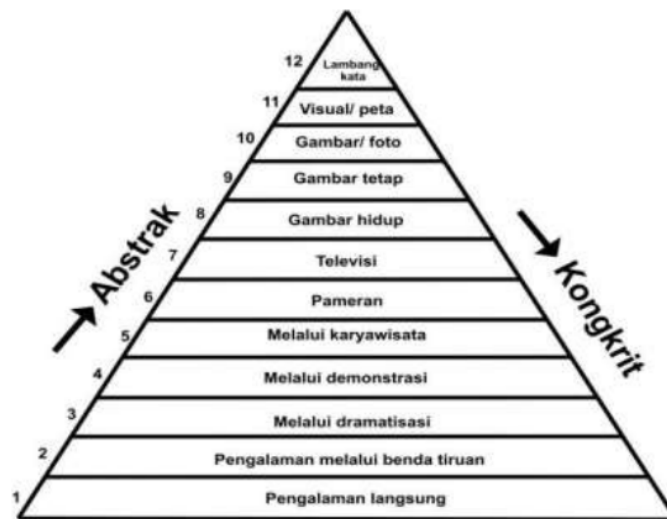 12 Lambang
kata
11 Visual/ peta
10 Gambar/ foto
9 Gambar tetap
8 Gambar hidup
7 Televisi
6 Pameran
5 Melalui karyawisata
4 Melalui demonstrasi
3 Melalui dramatisasi
2 Pengalaman melalui benda tiruan
1 Pengalaman langsung
Abstrak
Kongkrit